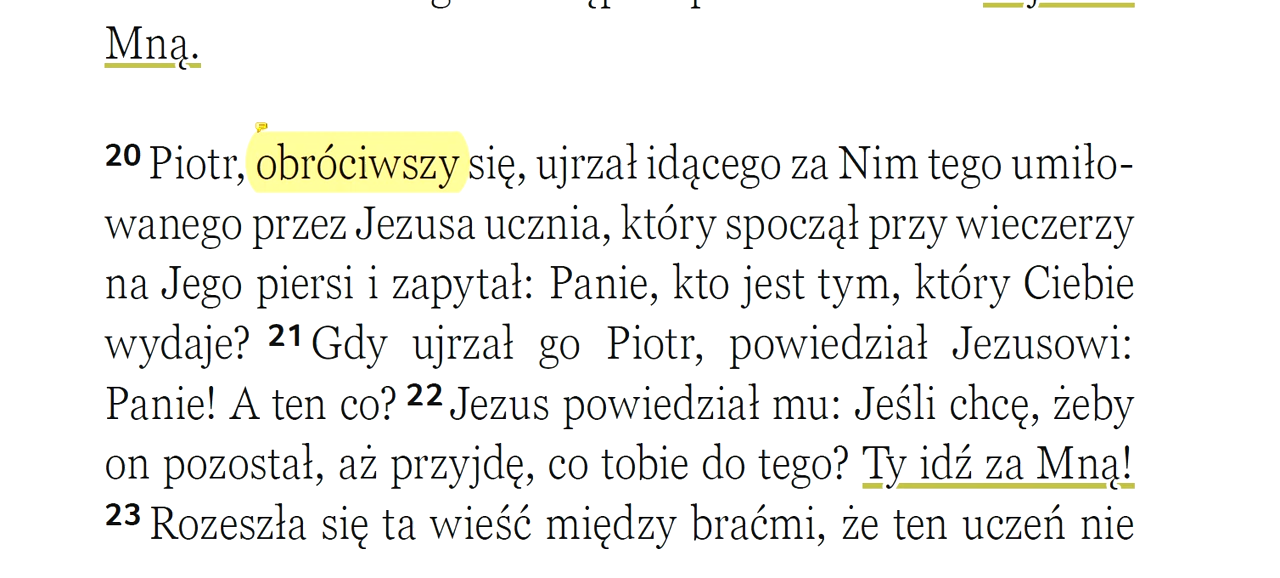 Mną.
20 Piotr, obróciwszy się, ujrzał idącego za Nim tego umiło-
wanego przez Jezusa ucznia, który spoczął przy wieczerzy
na Jego piersi i zapytał: Panie, kto jest tym, który Ciebie
wydaje? 21 Gdy ujrzał go Piotr, powiedział Jezusowi:
Panie! A ten co? 22 Jezus powiedział mu: Jeśli chcę, żeby
on pozostał, aż przyjdę, co tobie do tego? Ty idź za Mną!
23 Rozeszła się ta wieść między braćmi, że ten uczeń nie